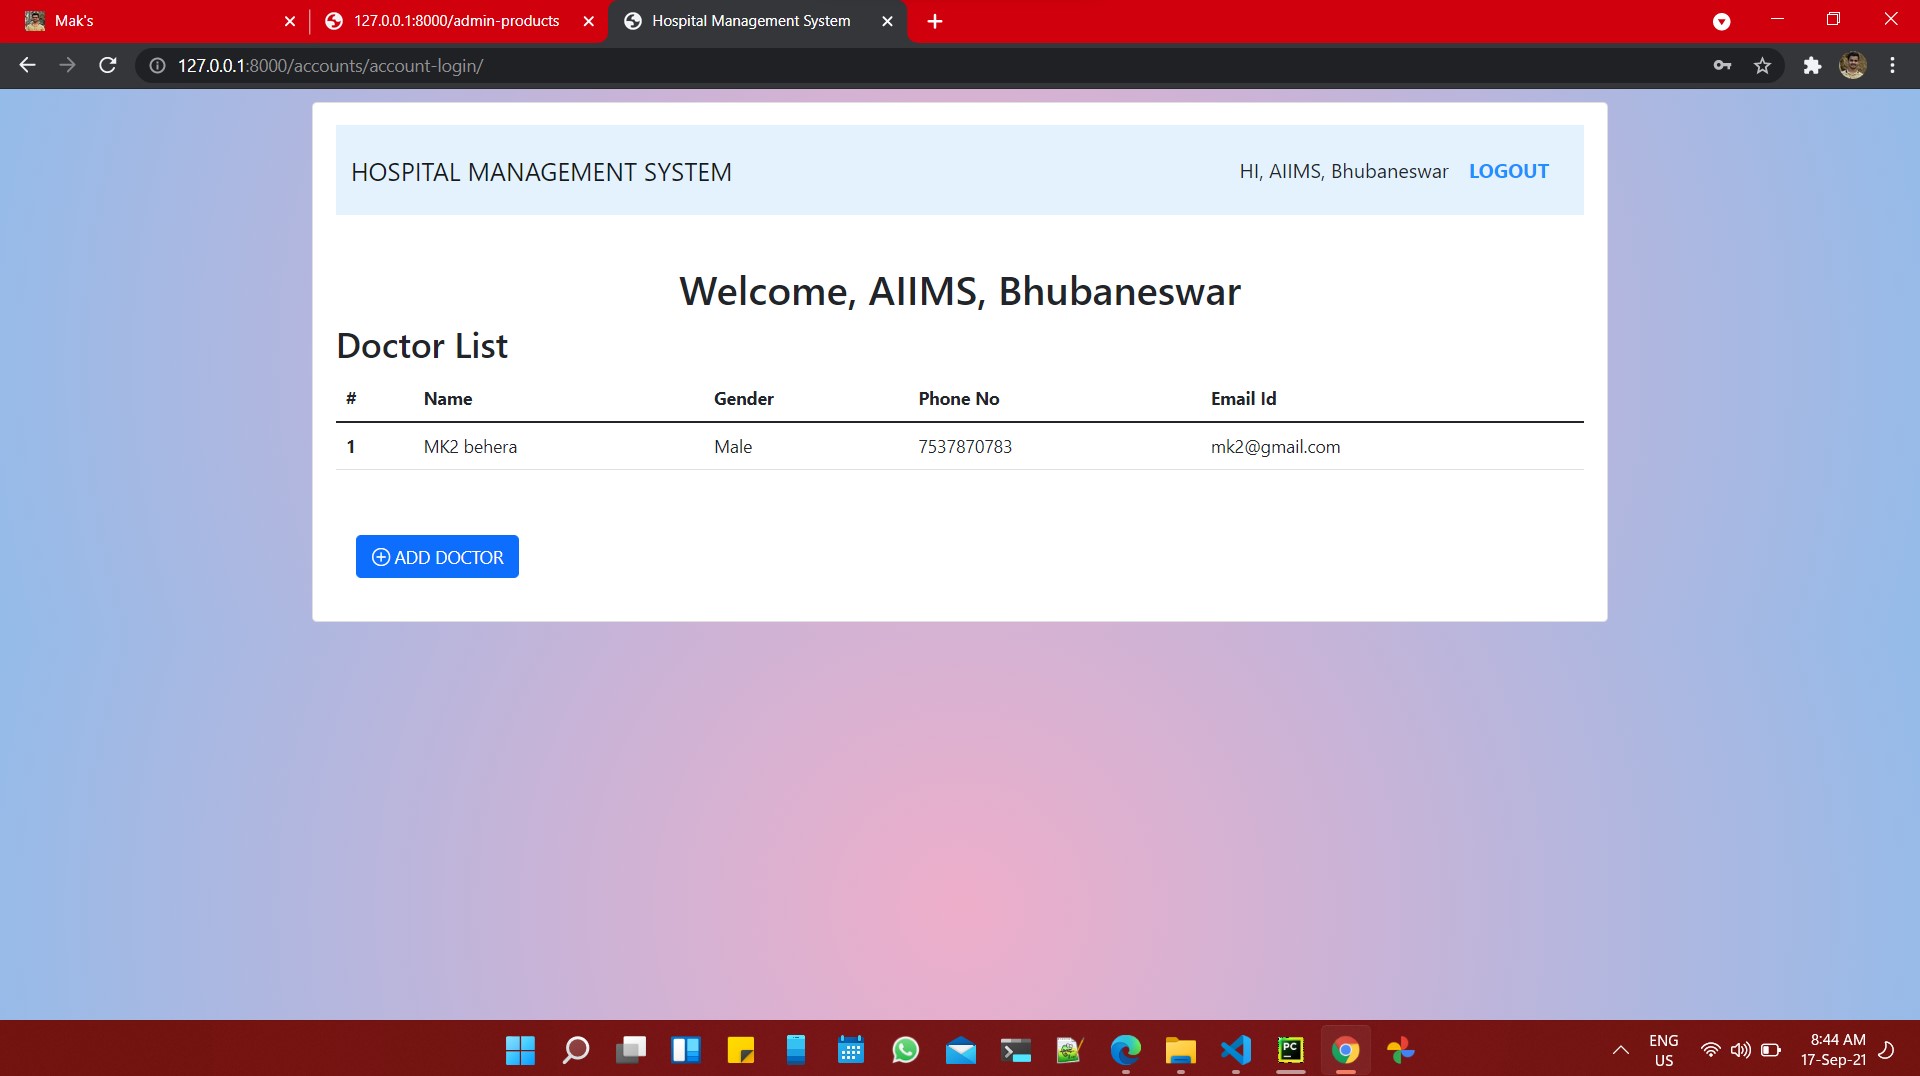 Mak's
127.0.0.1:8000/admin-products
Hospital Management System
127.0.0.1:8000/accounts/account-login/
HOSPITAL MANAGEMENT SYSTEM
HI, AIIMS, Bhubaneswar LOGOUT
Welcome, AIIMS, Bhubaneswar
Doctor List
# Name Gender Phone No Email Id
1 MK2 behera Male 7537870783 mk2@gmail.com
ADD DOCTOR
PC
ENG
US
8:44 AM
17-Sep-21